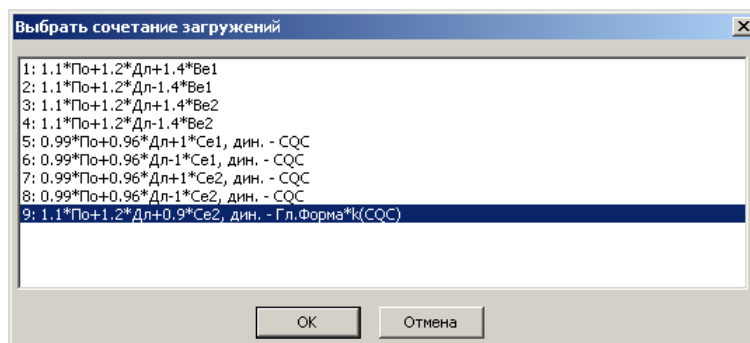 Выбрать сочетание загружений
1: 1.1*По+1.2*Дл+1.4*Ве1
2: 1.1*По+1.2*Дл-1.4*Ве1
3: 1.1*По+1.2*Дл+1.4*Ве2
4: 1.1*По+1.2*Дл-1.4*Ве2
5: 0.99*По+0.96*Дл+1*Се1, дин. - CQC
6: 0.99*По+0.96*Дл-1*Се1, дин. - CQC
7: 0.99*По+0.96*Дл+1*Се2, дин. - CQC
8: 0.99*По+0.96*Дл-1*Се2, дин. - CQC
9: 1.1*По+1.2*Дл+0.9*Се2, дин. - Гл.Форма*k(CQC)
OK Отмена